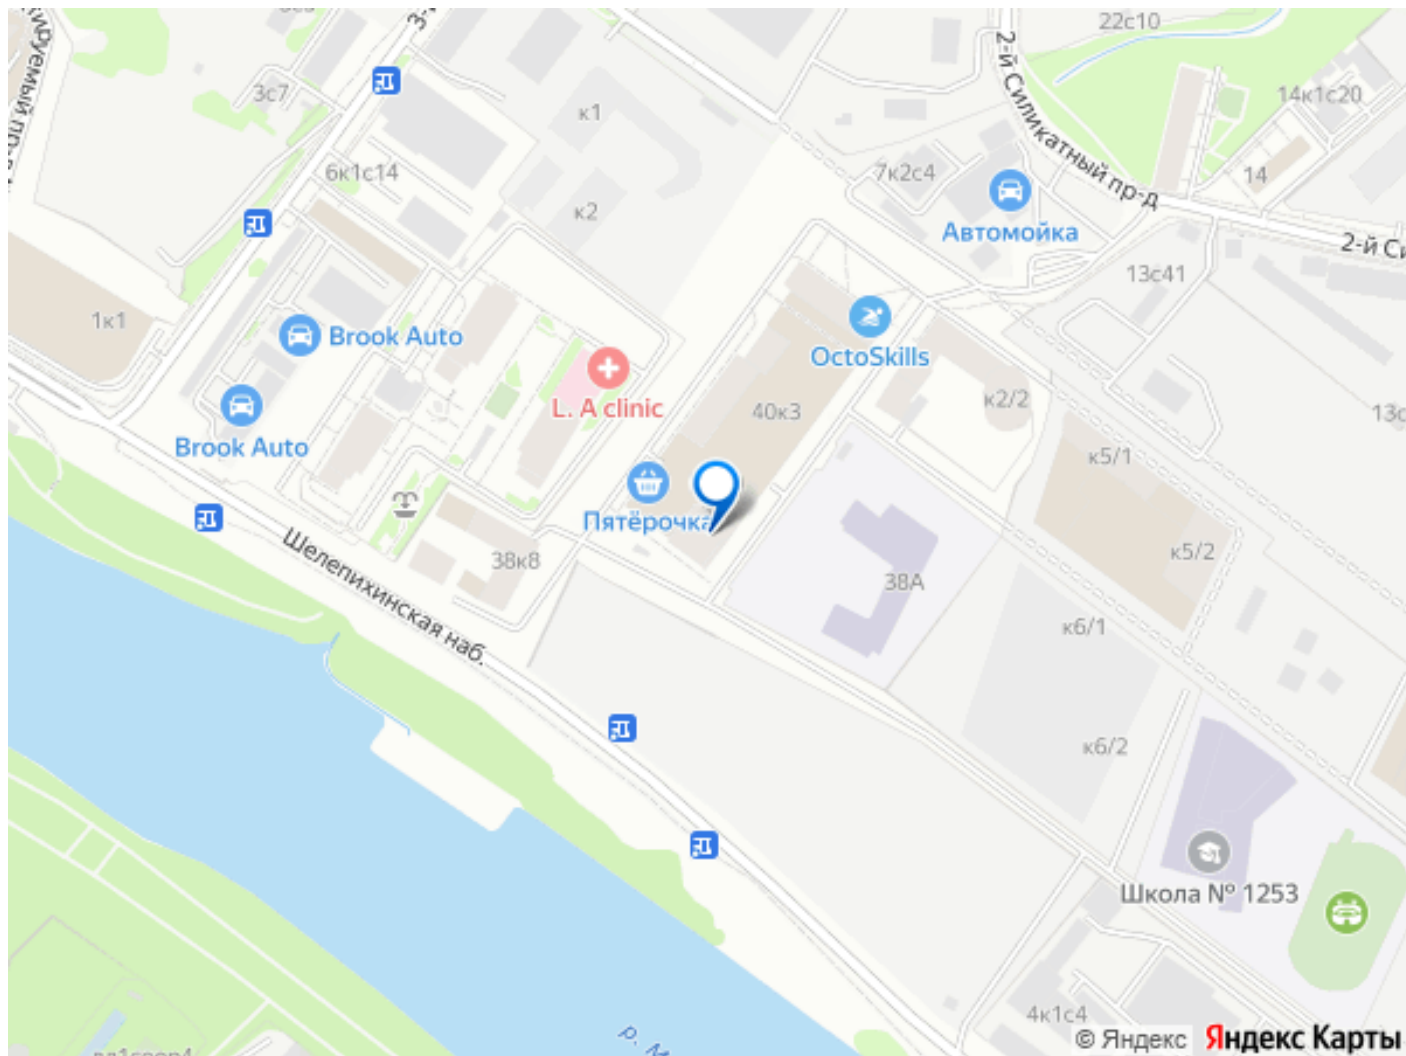 22с10
2-й Силикатный пр-д
3с7
14к1с20
к1
6к1с14
7к2с4
14
к2
Автомойка
2-й Си
13с41
1к1
Brook Auto
OctoSkills
L. A clinic
40к3
к2/2
13с
Brook Auto
к5/1
Пятёрочка
Шелепихинская наб.
38к8
к5/2
38А
к6/1
к6/2
Школа № 1253
4к1с4
р. М
© Яндекс Яндекс Карты